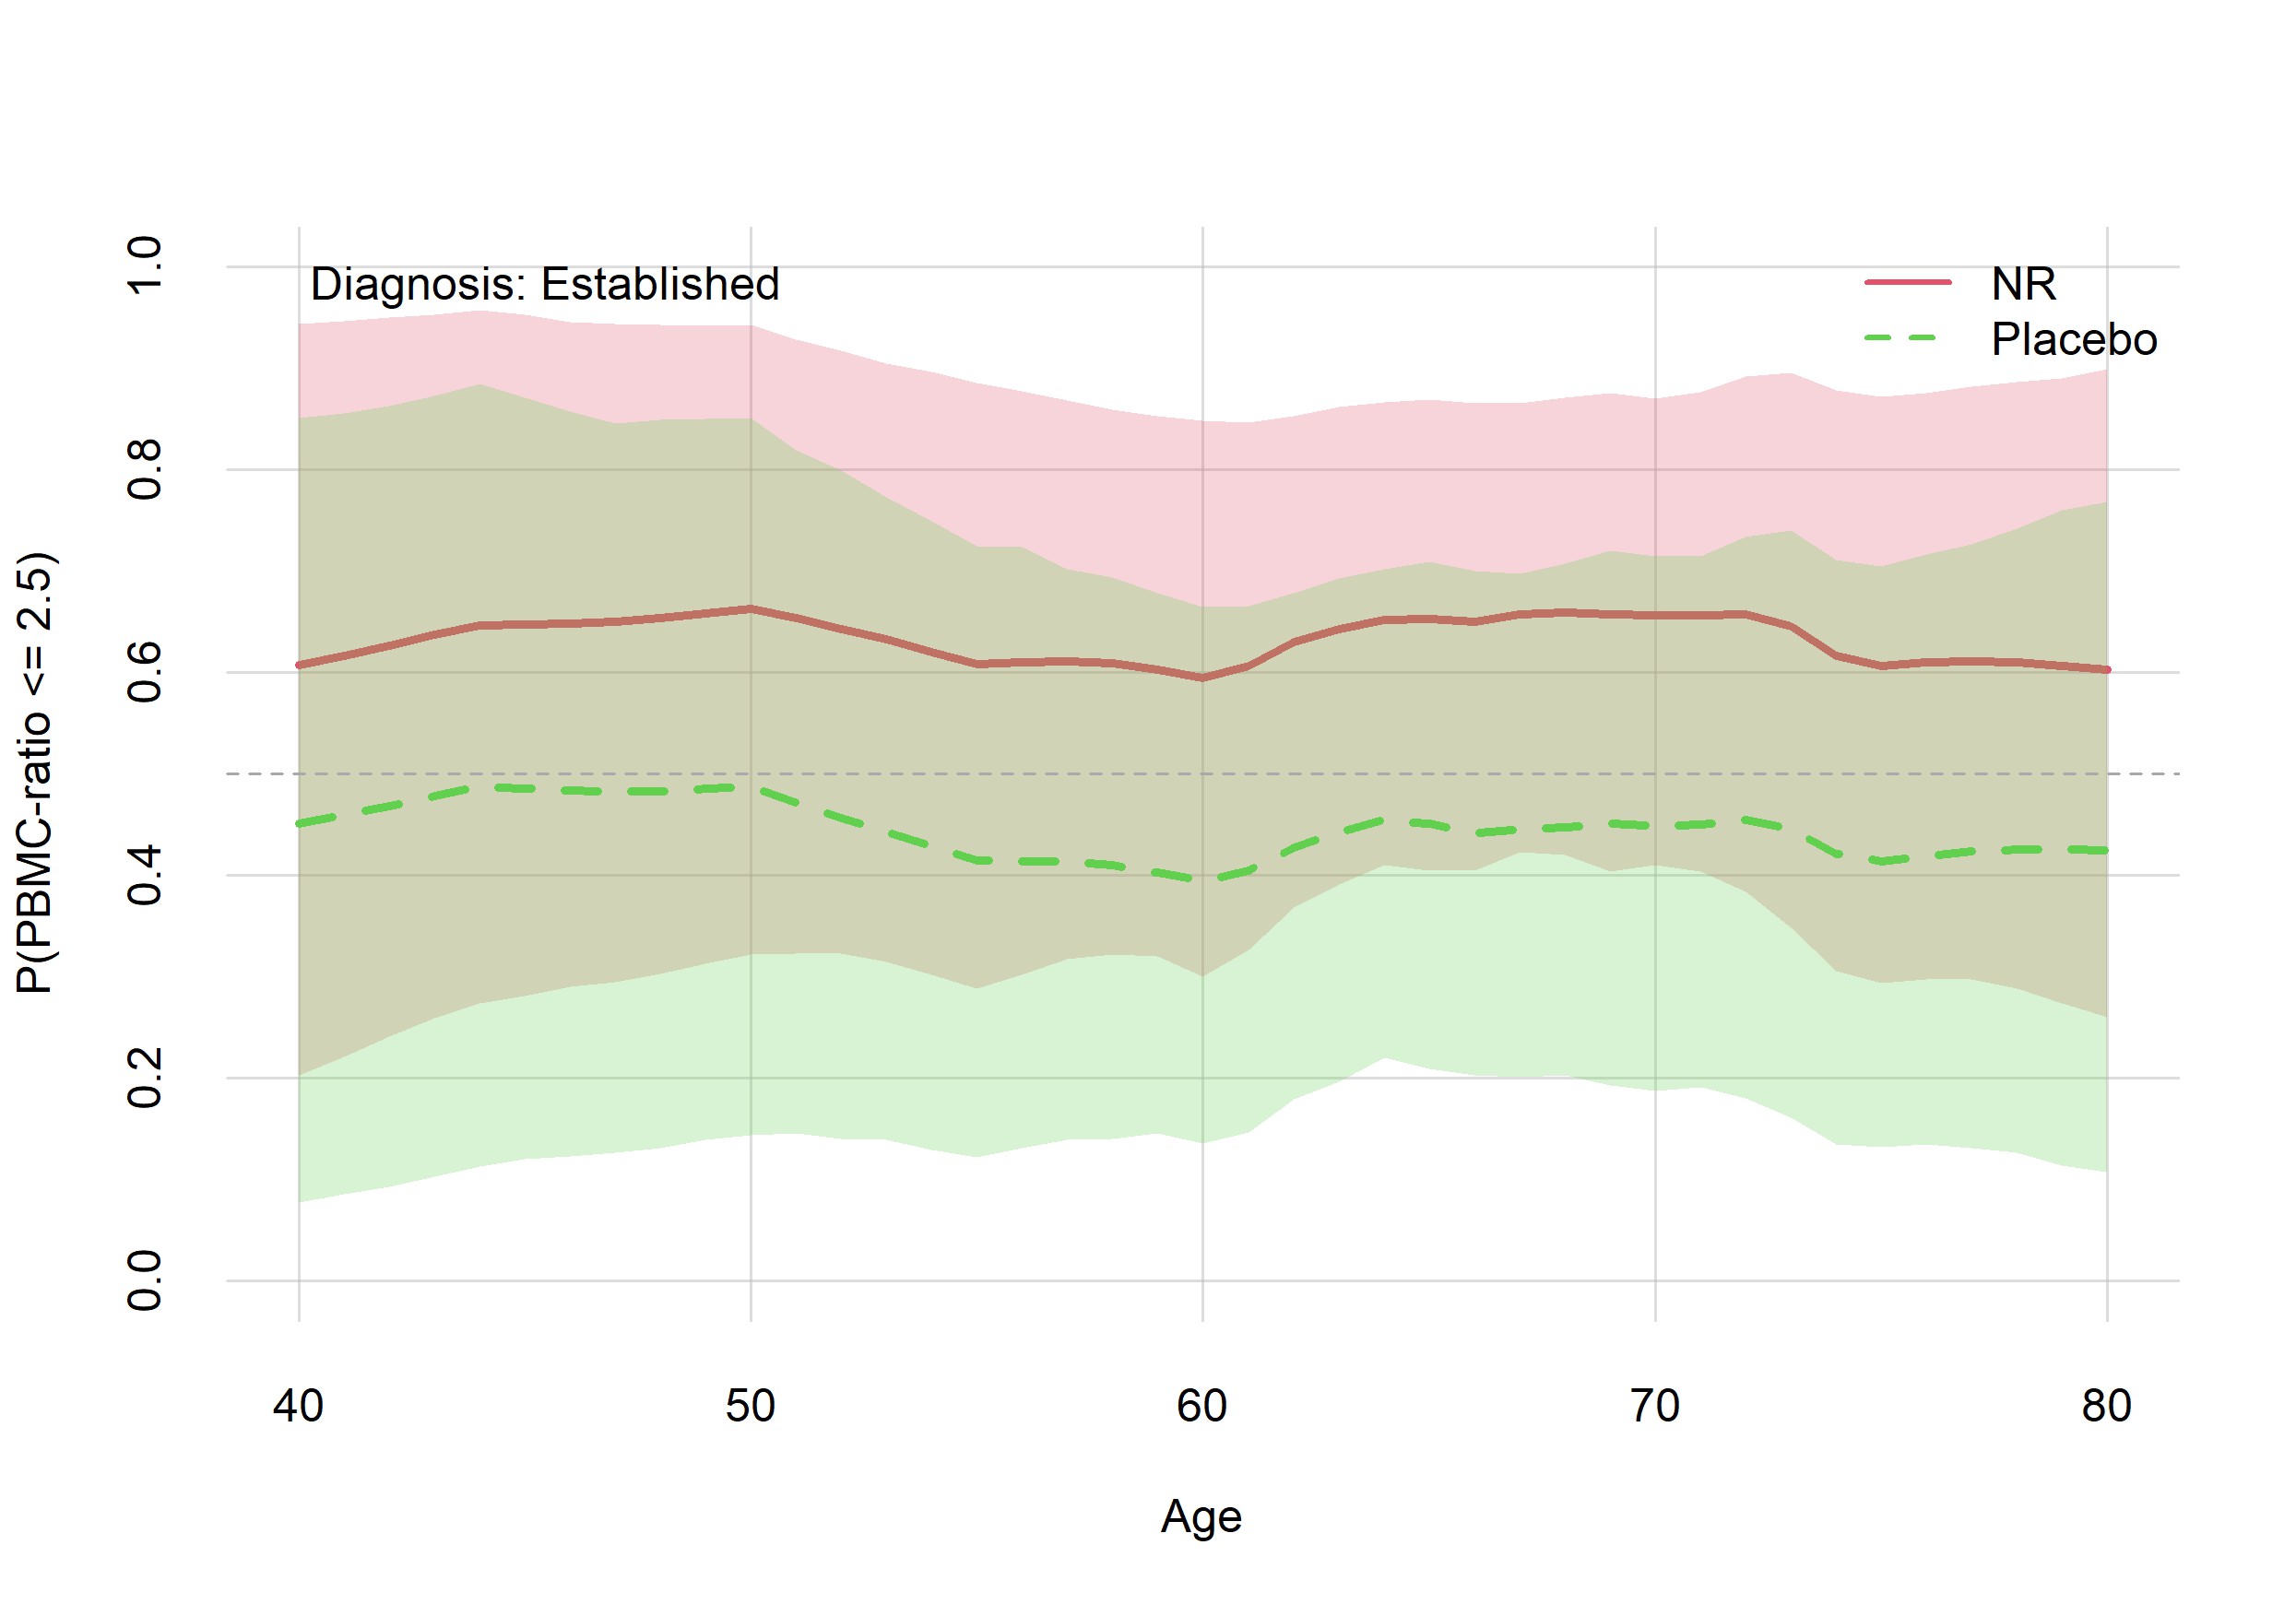 Diagnosis: Established
NR
Placebo
P(PBMC-ratio <= 2.5)
1.0
0.8
0.6
0.4
0.2
0.0
40 50 60 70 80
Age